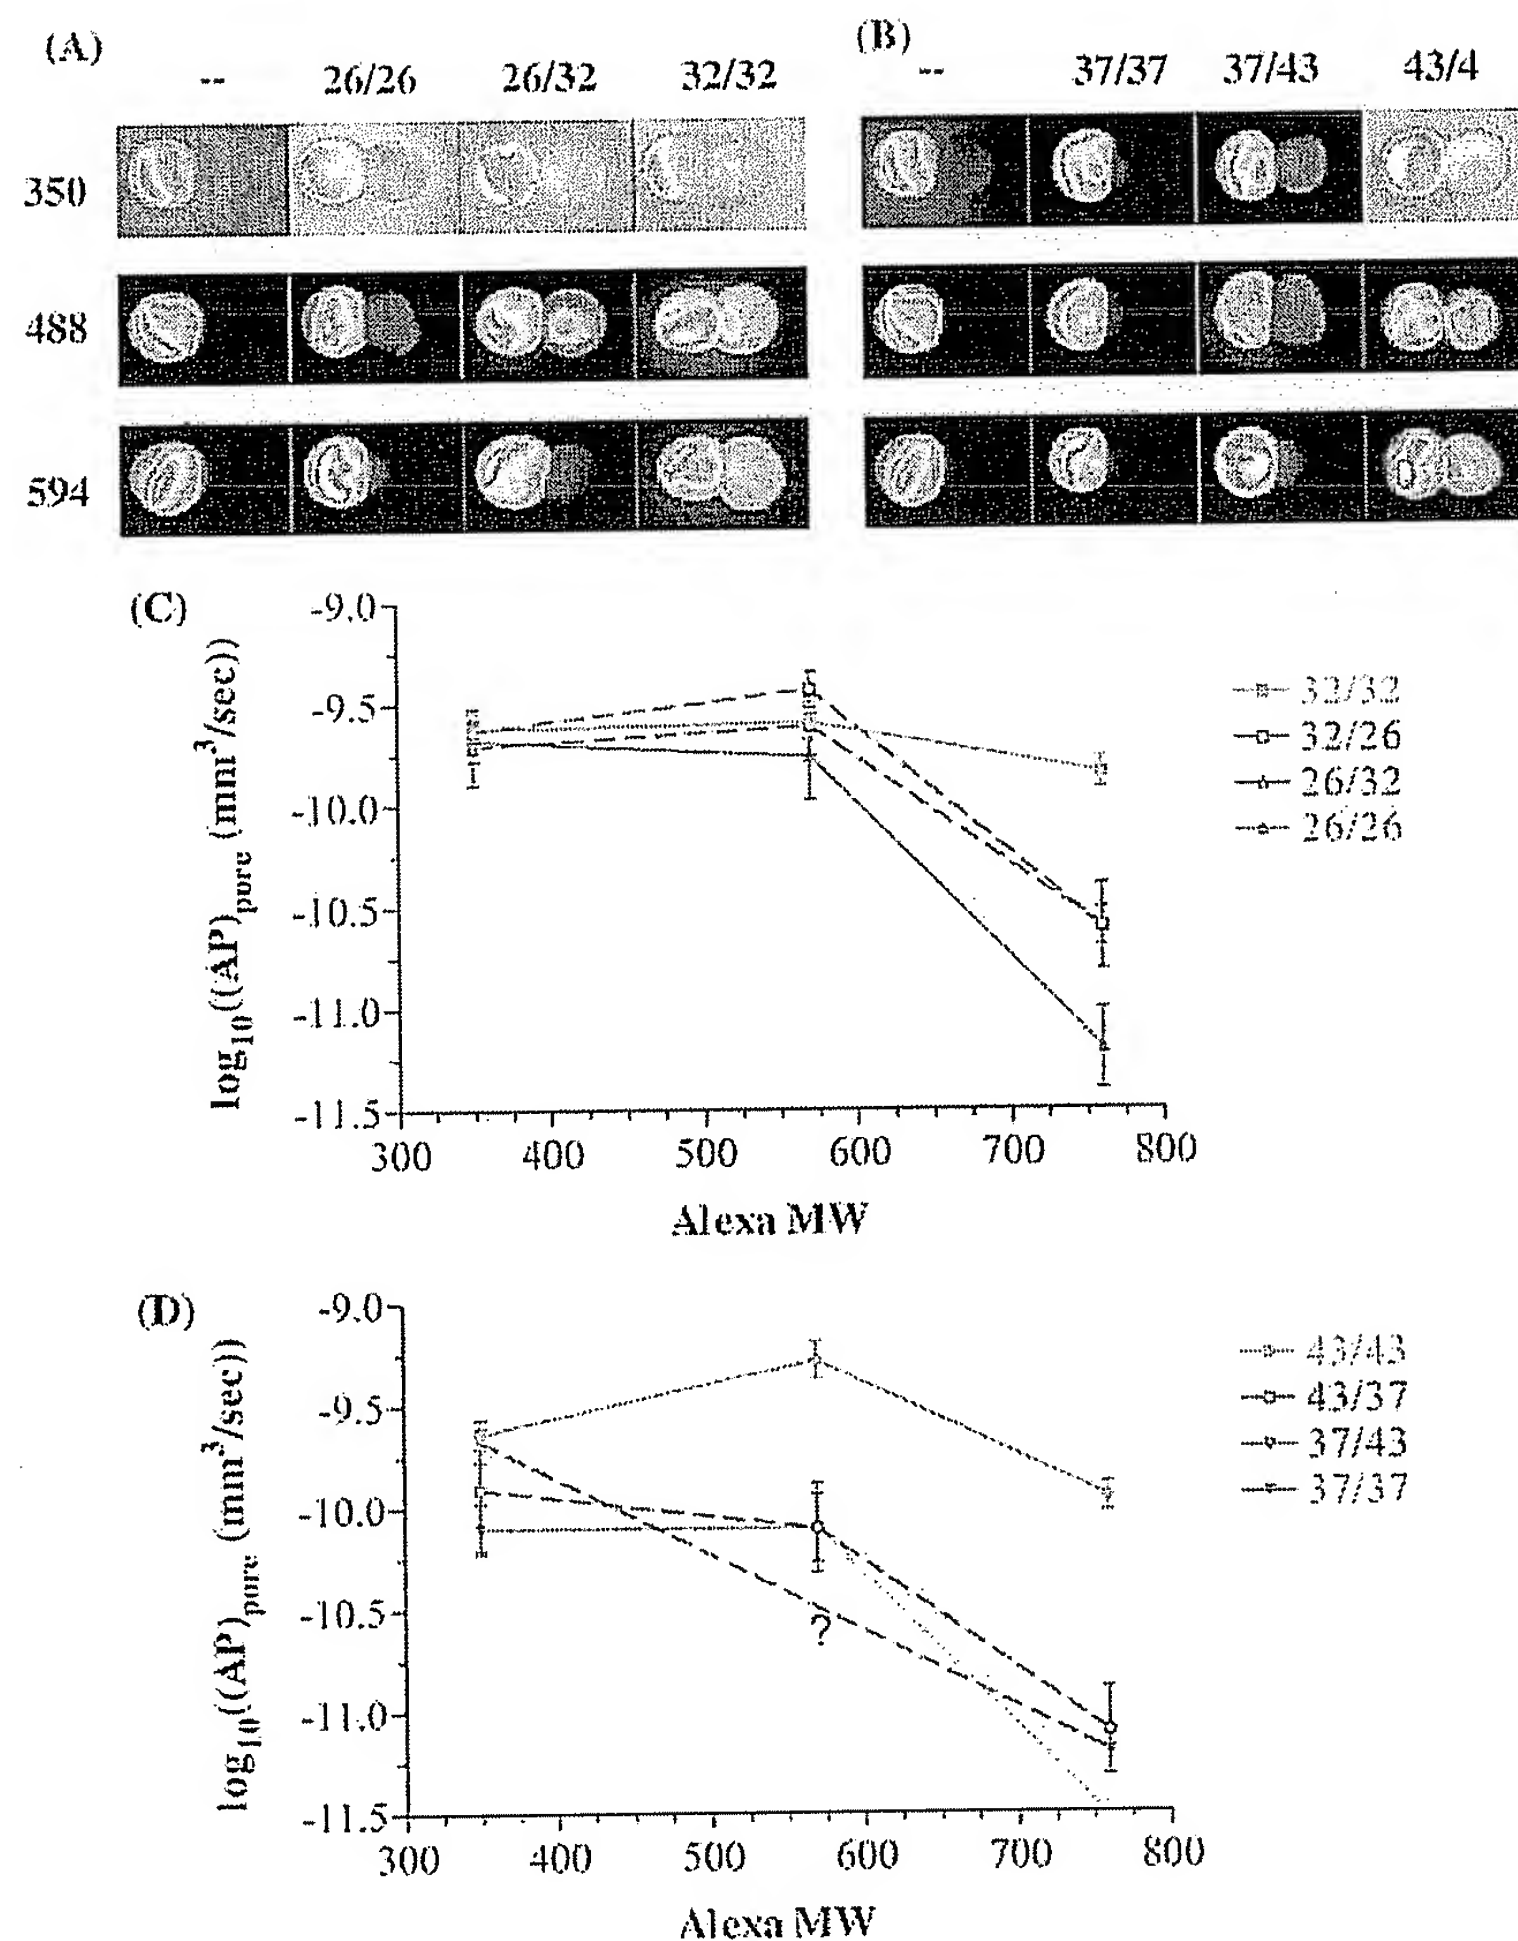 (A)
-- 26/26 26/32 32/32
350
488
594
(B)
-- 37/37 37/43 43/4
(C)
log10((AP)pore (mm3/sec))
-9.0
-9.5
-10.0
-10.5
-11.0
-11.5
300 400 500 600 700 800
Alexa MW
32/32
32/26
26/32
26/26
(D)
log10((AP)pore (mm3/sec))
-9.0
-9.5
-10.0
-10.5
-11.0
-11.5
?
300 400 500 600 700 800
Alexa MW
43/43
43/37
37/43
37/37